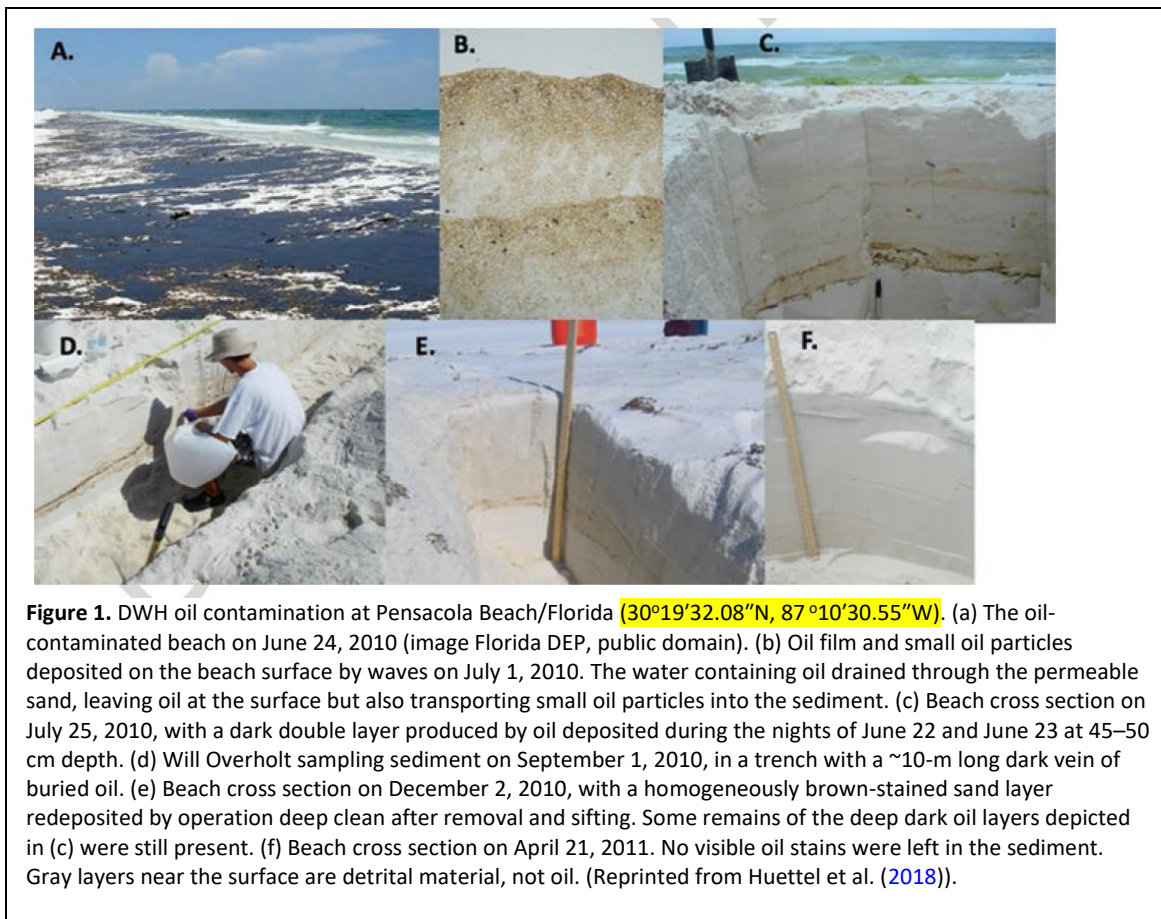 A.
B.
C.
D.
E.
F.
Figure 1. DWH oil contamination at Pensacola Beach/Florida (30º19′32.08″N, 87 º10′30.55″W). (a) The oil-
contaminated beach on June 24, 2010 (image Florida DEP, public domain). (b) Oil film and small oil particles
deposited on the beach surface by waves on July 1, 2010. The water containing oil drained through the permeable
sand, leaving oil at the surface but also transporting small oil particles into the sediment. (c) Beach cross section on
July 25, 2010, with a dark double layer produced by oil deposited during the nights of June 22 and June 23 at 45–50
cm depth. (d) Will Overholt sampling sediment on September 1, 2010, in a trench with a ~10-m long dark vein of
buried oil. (e) Beach cross section on December 2, 2010, with a homogeneously brown-stained sand layer
redeposited by operation deep clean after removal and sifting. Some remains of the deep dark oil layers depicted
in (c) were still present. (f) Beach cross section on April 21, 2011. No visible oil stains were left in the sediment.
Gray layers near the surface are detrital material, not oil. (Reprinted from Huettel et al. (2018)).